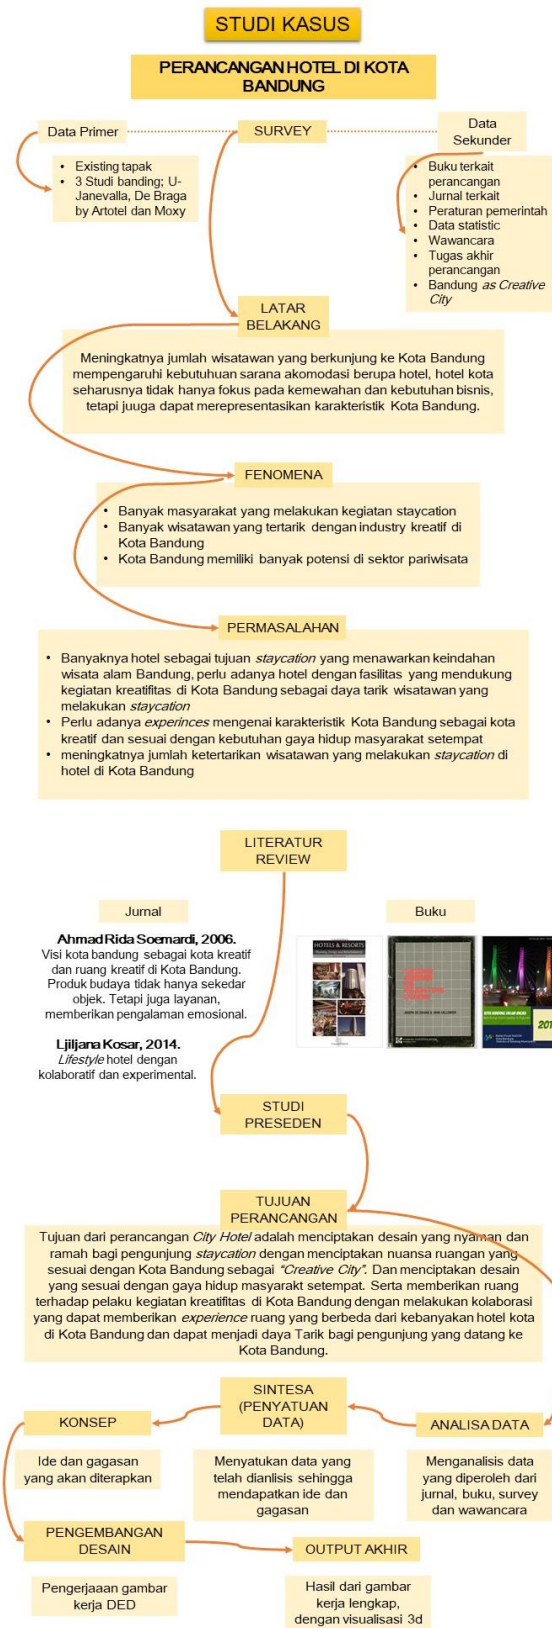 STUDI KASUS
PERANCANGAN HOTEL DI KOTA
BANDUNG
Data Primer
SURVEY
Data
Sekunder
• Existing tapak
• 3 Studi banding; U-
Janevalla, De Braga
by Artotel dan Moxy
• Buku terkait
perancangan
• Jurnal terkait
• Peraturan pemerintah
• Data statistic
• Wawancara
• Tugas akhir
perancangan
• Bandung as Creative
City
LATAR
BELAKANG
Meningkatnya jumlah wisatawan yang berkunjung ke Kota Bandung
mempengaruhi kebutuhuan sarana akomodasi berupa hotel, hotel kota
seharusnya tidak hanya fokus pada kemewahan dan kebutuhan bisnis,
tetapi juuga dapat merepresentasikan karakteristik Kota Bandung.
FENOMENA
• Banyak masyarakat yang melakukan kegiatan staycation
• Banyak wisatawan yang tertarik dengan industry kreatif di
Kota Bandung
• Kota Bandung memiliki banyak potensi di sektor pariwisata
PERMASALAHAN
• Banyaknya hotel sebagai tujuan staycation yang menawarkan keindahan
wisata alam Bandung, perlu adanya hotel dengan fasilitas yang mendukung
kegiatan kreatifitas di Kota Bandung sebagai daya tarik wisatawan yang
melakukan staycation
• Perlu adanya experinces mengenai karakteristik Kota Bandung sebagai kota
kreatif dan sesuai dengan kebutuhan gaya hidup masyarakat setempat
• meningkatnya jumlah ketertarikan wisatawan yang melakukan staycation di
hotel di Kota Bandung
LITERATUR
REVIEW
Jurnal
Buku
Ahmad Rida Soemardi, 2006.
Visi kota bandung sebagai kota kreatif
dan ruang kreatif di Kota Bandung.
Produk budaya tidak hanya sekedar
objek. Tetapi juga layanan,
memberikan pengalaman emosional.
Ljiljana Kosar, 2014.
Lifestyle hotel dengan
kolaboratif dan experimental.
HOTELS & RESORTS
201
STUDI
PRESEDEN
TUJUAN
PERANCANGAN
Tujuan dari perancangan City Hotel adalah menciptakan desain yang nyaman dan
ramah bagi pengunjung staycation dengan menciptakan nuansa ruangan yang
sesuai dengan Kota Bandung sebagai “Creative City”. Dan menciptakan desain
yang sesuai dengan gaya hidup masyarakt setempat. Serta memberikan ruang
terhadap pelaku kegiatan kreatifitas di Kota Bandung dengan melakukan kolaborasi
yang dapat memberikan experience ruang yang berbeda dari kebanyakan hotel kota
di Kota Bandung dan dapat menjadi daya Tarik bagi pengunjung yang datang ke
Kota Bandung.
KONSEP
SINTESA
(PENYATUAN
DATA)
ANALISA DATA
Ide dan gagasan
yang akan diterapkan
Menyatukan data yang
telah dianlisis sehingga
mendapatkan ide dan
gagasan
Menganalisis data
yang diperoleh dari
jurnal, buku, survey
dan wawancara
PENGEMBANGAN
DESAIN
OUTPUT AKHIR
Pengerjaaan gambar
kerja DED
Hasil dari gambar
kerja lengkap,
dengan visualisasi 3d